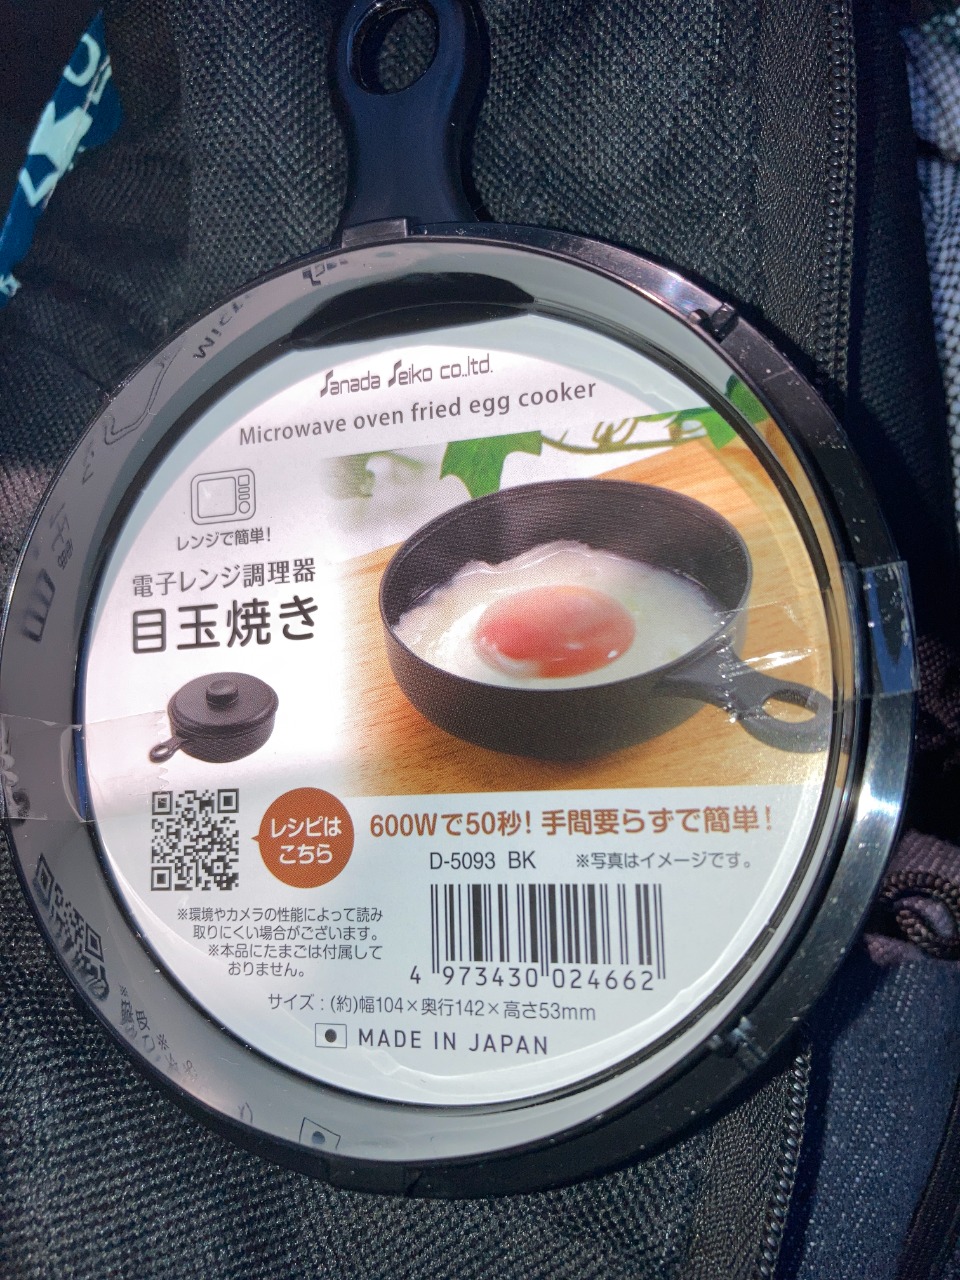 Sanada Seiko co.,ltd.
Microwave oven fried egg cooker
レンジで簡単!
電子レンジ調理器
目玉焼き
レシピは
こちら
600Wで50秒! 手間要らずで簡単!
D-5093 BK ※写真はイメージです。
※環境やカメラの性能によって読み
取りにくい場合がございます。
※本品にたまごは付属して
おりません。
4 973430 024662
サイズ:(約)幅104×奥行142×高さ53mm
MADE IN JAPAN